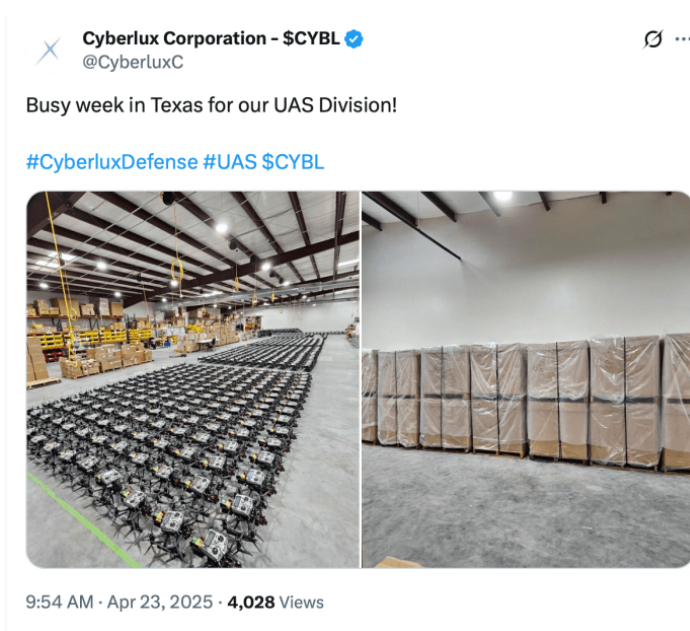 Cyberlux Corporation - $CYBL
@CyberluxC
Busy week in Texas for our UAS Division!
#CyberluxDefense #UAS $CYBL
9:54 AM · Apr 23, 2025 · 4,028 Views